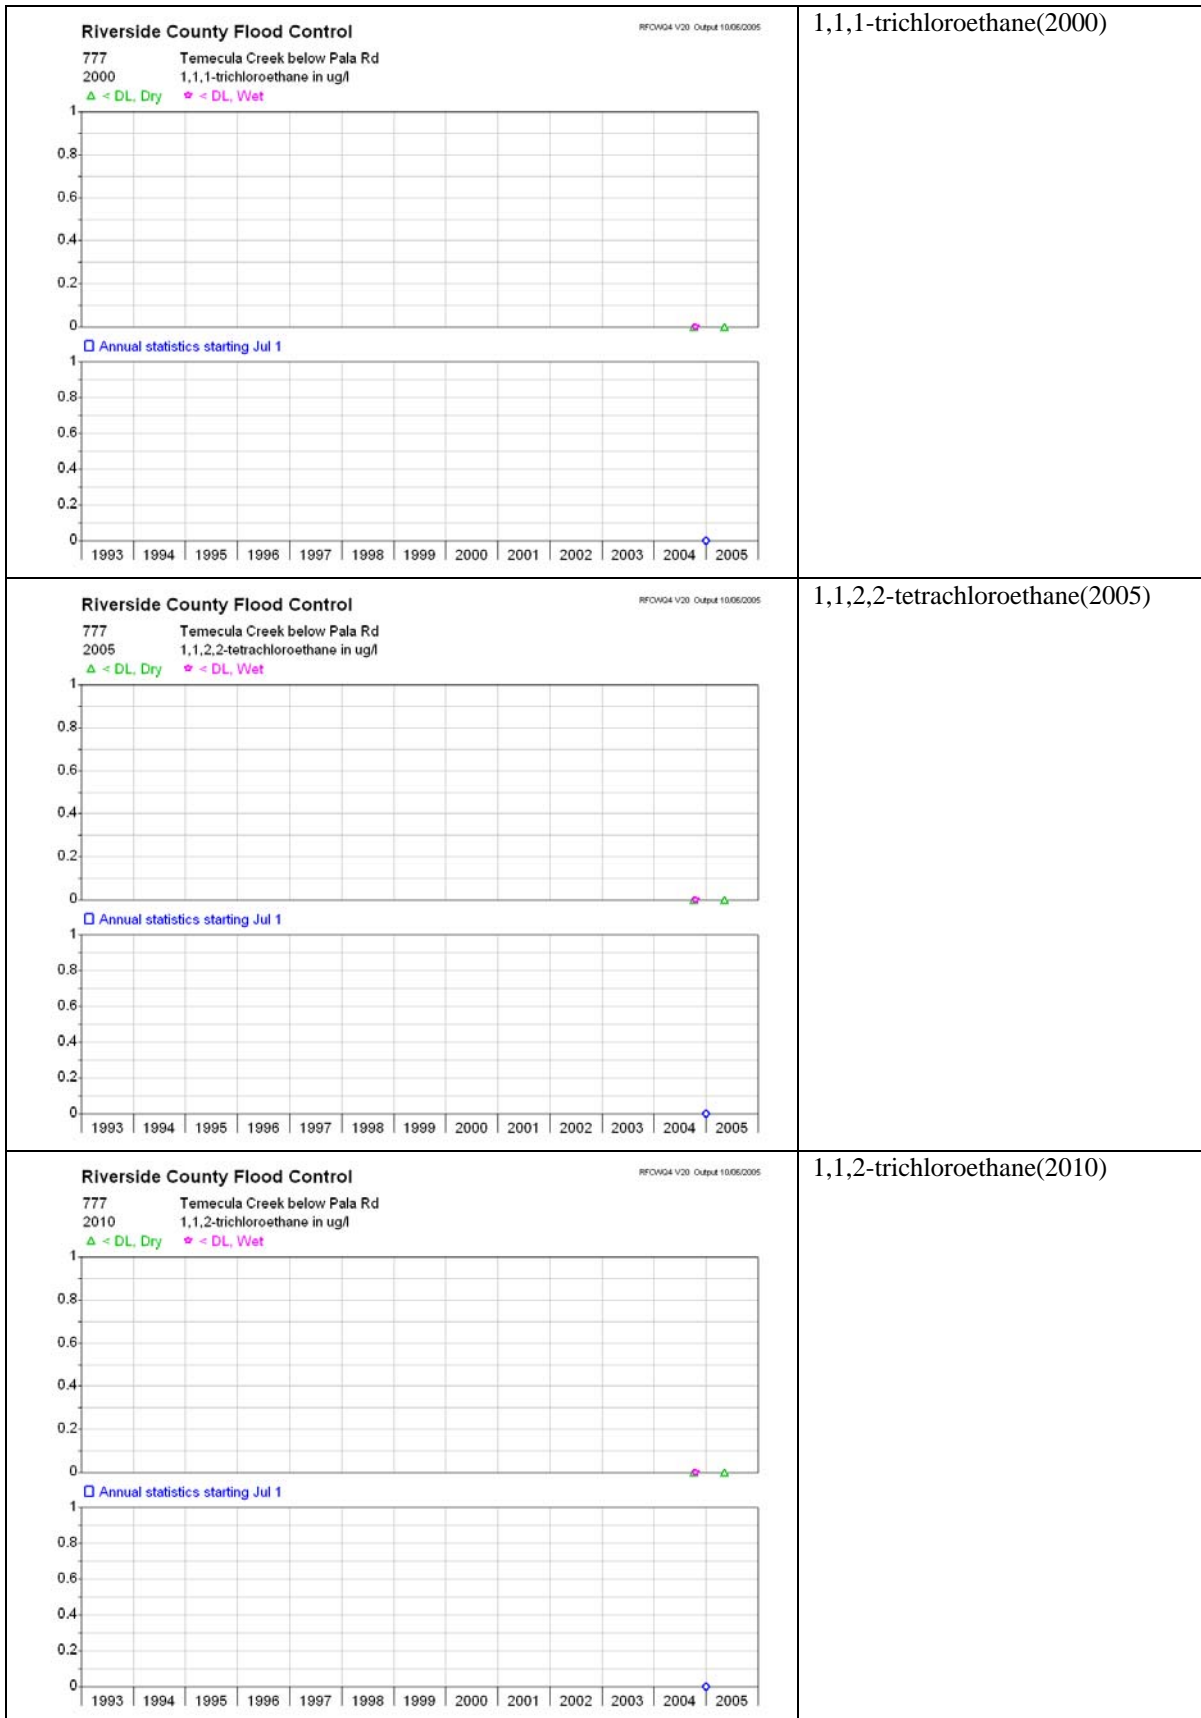 Riverside County Flood Control
RFCWQ4 V20 Output 10/06/2005
777 Temecula Creek below Pala Rd
2000 1,1,1-trichloroethane in ug/l
< DL, Dry < DL, Wet
1
0.8
0.6
0.4
0.2
0
Annual statistics starting Jul 1
1
0.8
0.6
0.4
0.2
0
1993 1994 1995 1996 1997 1998 1999 2000 2001 2002 2003 2004 2005
1,1,1-trichloroethane(2000)
Riverside County Flood Control
RFCWQ4 V20 Output 10/06/2005
777 Temecula Creek below Pala Rd
2005 1,1,2,2-tetrachloroethane in ug/l
< DL, Dry < DL, Wet
1
0.8
0.6
0.4
0.2
0
Annual statistics starting Jul 1
1
0.8
0.6
0.4
0.2
0
1993 1994 1995 1996 1997 1998 1999 2000 2001 2002 2003 2004 2005
1,1,2,2-tetrachloroethane(2005)
Riverside County Flood Control
RFCWQ4 V20 Output 10/06/2005
777 Temecula Creek below Pala Rd
2010 1,1,2-trichloroethane in ug/l
< DL, Dry < DL, Wet
1
0.8
0.6
0.4
0.2
0
Annual statistics starting Jul 1
1
0.8
0.6
0.4
0.2
0
1993 1994 1995 1996 1997 1998 1999 2000 2001 2002 2003 2004 2005
1,1,2-trichloroethane(2010)